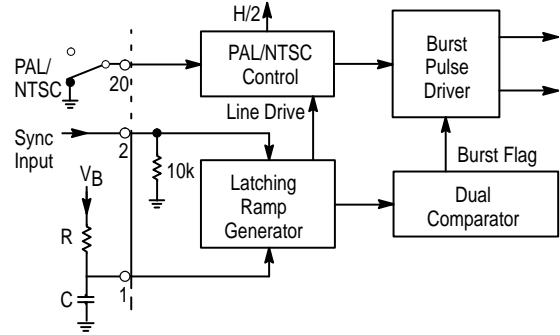 H/2
PAL/
NTSC
20
PAL/NTSC
Control
Burst
Pulse
Driver
Line Drive
Sync
Input
2
10k
Burst Flag
VB
R
Latching
Ramp
Generator
Dual
Comparator
C
1